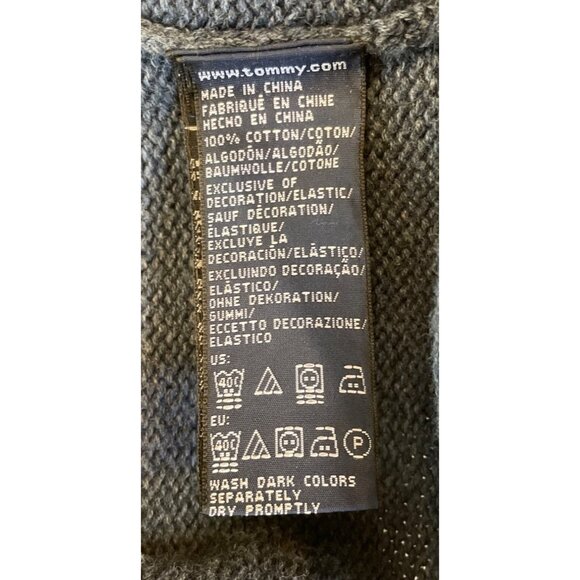 www.tommy.com
MADE IN CHINA
FABRIQUÉ EN CHINE
HECHO EN CHINA
100% COTTON/COTON/
ALGODÓN/ALGODÃO/
BAUMWOLLE/COTONE
EXCLUSIVE OF
DECORATION/ELASTIC/
SAUF DÉCORATION/
ÉLASTIQUE/
EXCLUYE LA
DECORACIÓN/ELÁSTICO/
EXCLUINDO DECORAÇÃO/
ELÁSTICO/
OHNE DEKORATION/
GUMMI/
ECCETTO DECORAZIONE/
ELASTICO
US:
40C
EU:
40C P
WASH DARK COLORS
SEPARATELY
DRY PROMPTLY